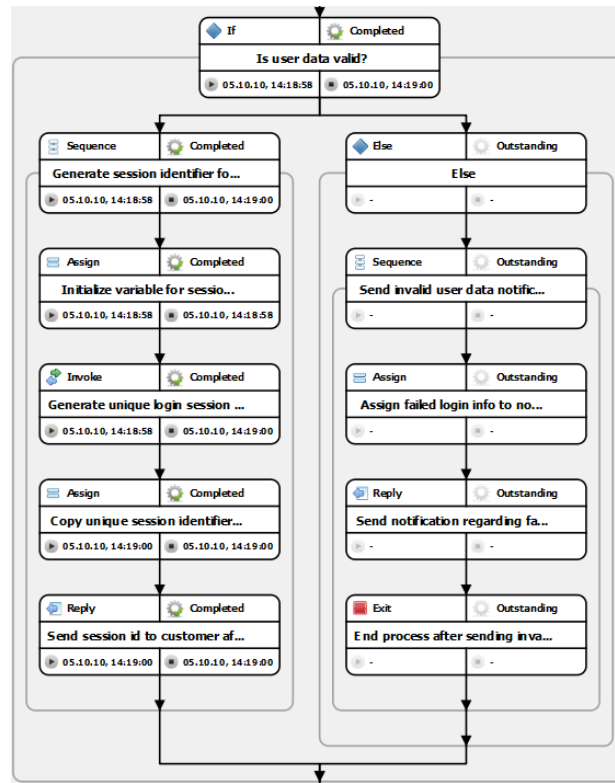 If Completed
Is user data valid?
05.10.10, 14:18:58 05.10.10, 14:19:00
Sequence Completed
Generate session identifier fo...
05.10.10, 14:18:58 05.10.10, 14:19:00
Assign Completed
Initialize variable for sessio...
05.10.10, 14:18:58 05.10.10, 14:18:58
Invoke Completed
Generate unique login session ...
05.10.10, 14:18:58 05.10.10, 14:19:00
Assign Completed
Copy unique session identifier...
05.10.10, 14:19:00 05.10.10, 14:19:00
Reply Completed
Send session id to customer af...
05.10.10, 14:19:00 05.10.10, 14:19:00
Else Outstanding
Else
- -
Sequence Outstanding
Send invalid user data notific...
- -
Assign Outstanding
Assign failed login info to no...
- -
Reply Outstanding
Send notification regarding fa...
- -
Exit Outstanding
End process after sending inva...
- -